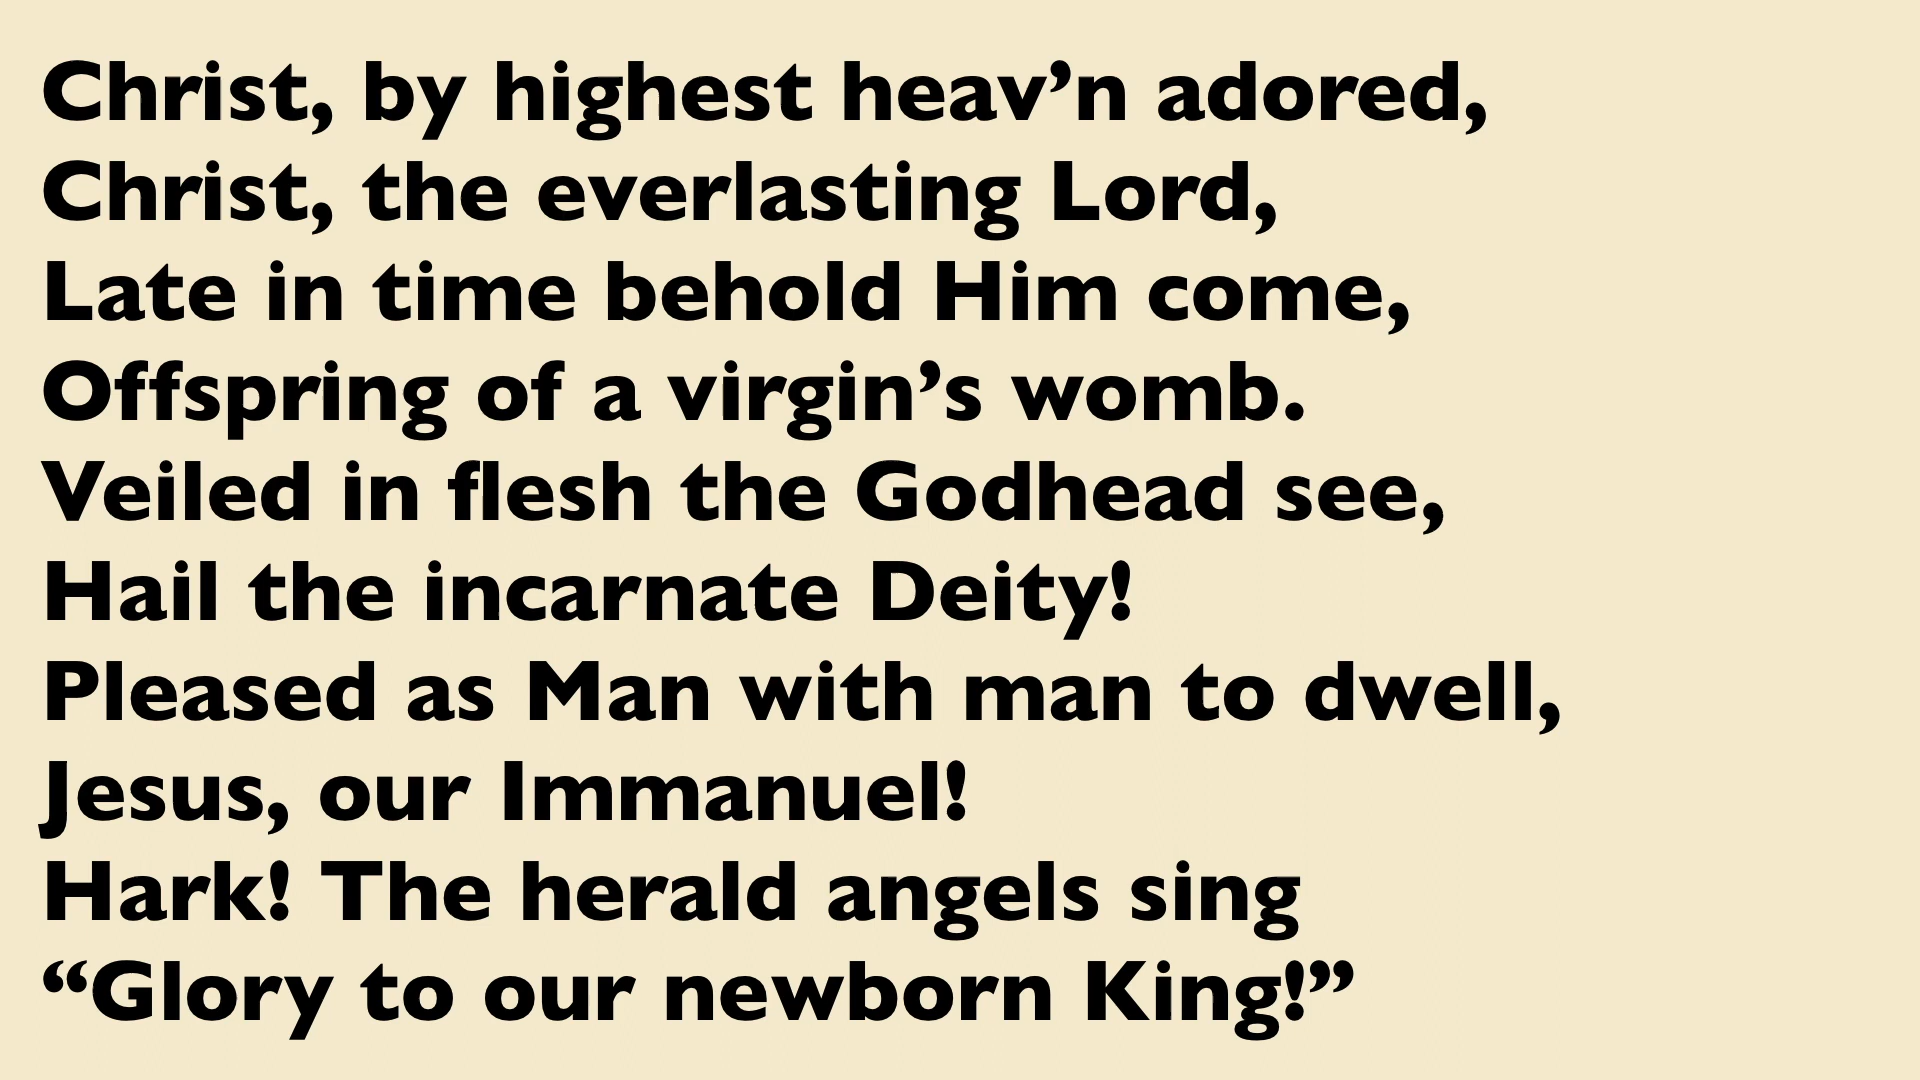 Christ, by highest heav’n adored,
Christ, the everlasting Lord,
Late in time behold Him come,
Offspring of a virgin’s womb.
Veiled in flesh the Godhead see,
Hail the incarnate Deity!
Pleased as Man with man to dwell,
Jesus, our Immanuel!
Hark! The herald angels sing
“Glory to our newborn King!”